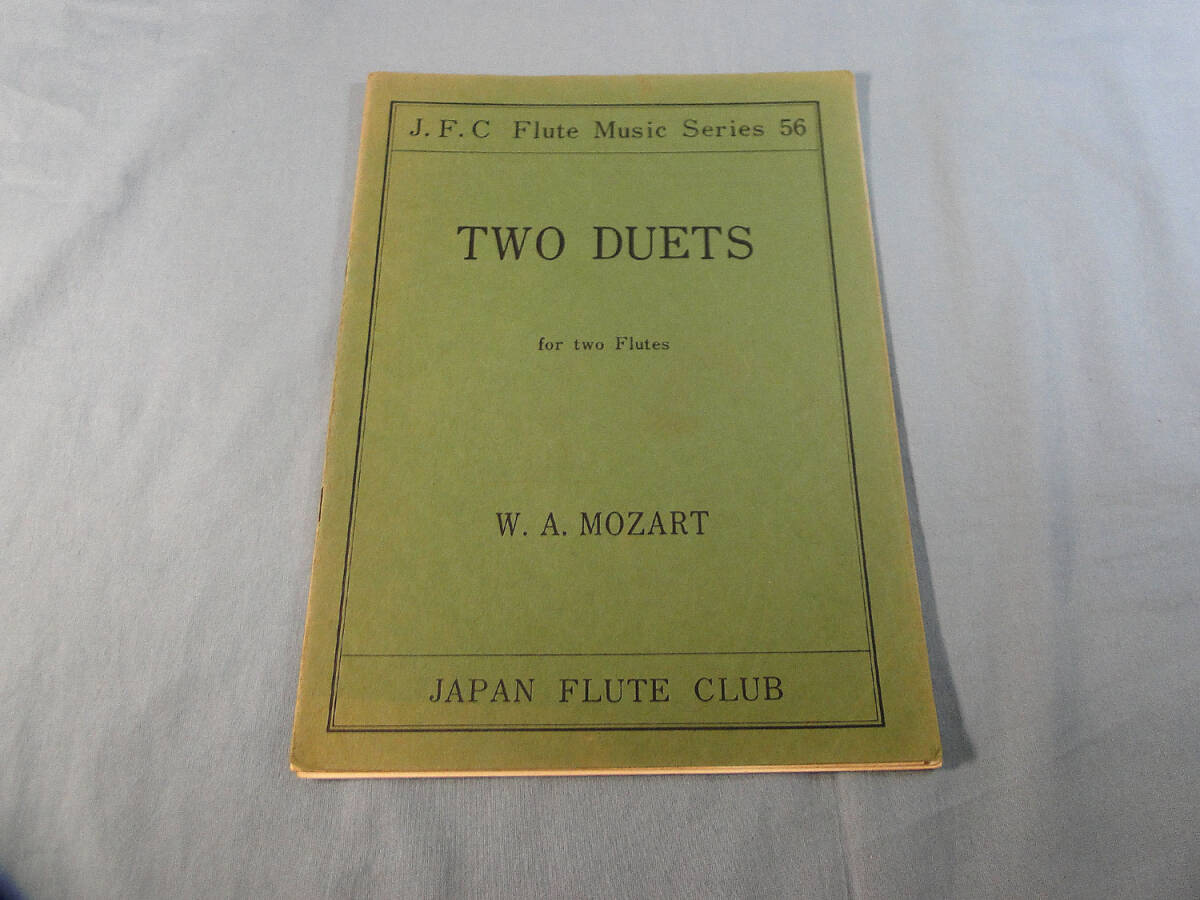 J. F. C Flute Music Series 56
TWO DUETS
for two Flutes
W. A. MOZART
JAPAN FLUTE CLUB